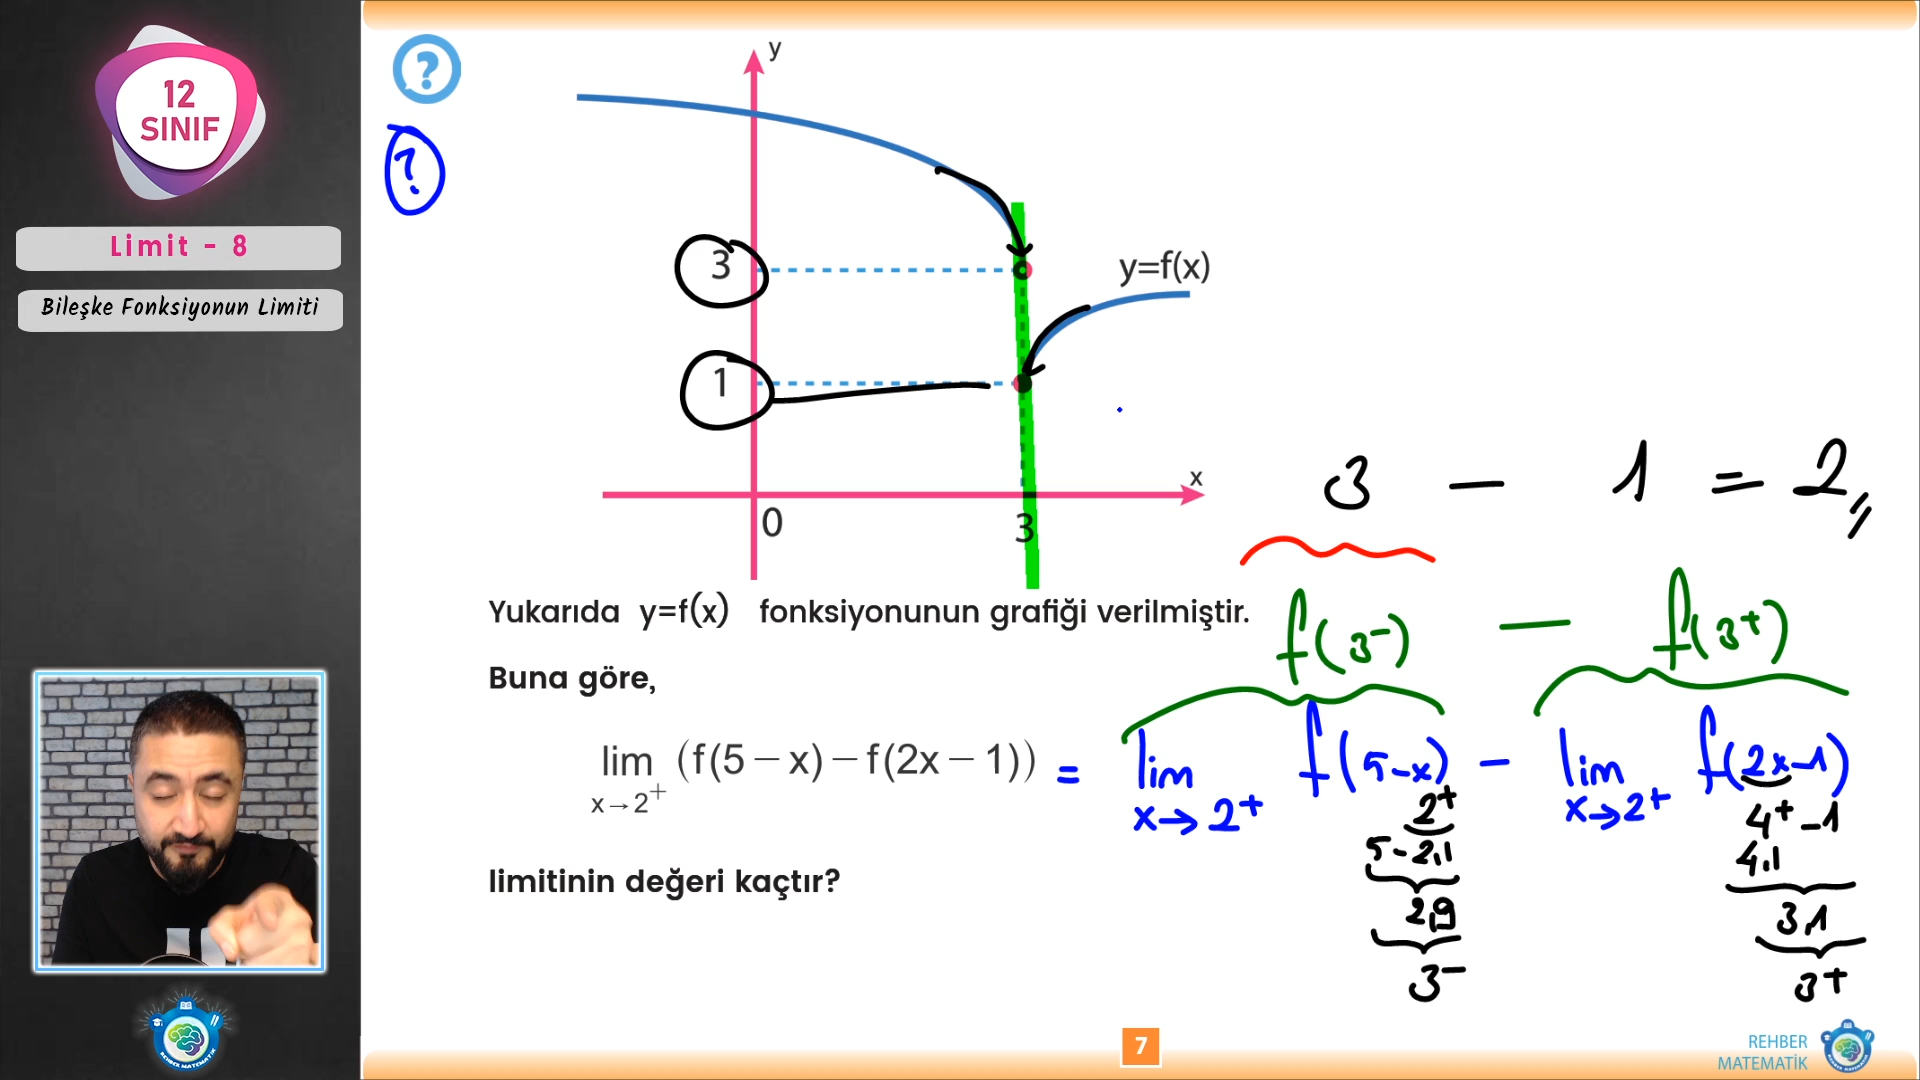 12
SINIF
Limit - 8
Bileşke Fonksiyonun Limiti
?
?
y
3
1
y=f(x)
x
0
3
3 - 1 = 2,,
f(3⁻) - f(3⁺)
Yukarıda y=f(x) fonksiyonunun grafiği verilmiştir.
Buna göre,
lim (f(5-x)-f(2x-1)) = lim f(5-x) - lim f(2x-1)
x→2⁺ x→2⁺ x→2⁺
2⁺ 4⁺-1
5-2,1 4,1
2,9 3,1
3⁻ 3⁺
limitinin değeri kaçtır?
7
REHBER
MATEMATİK
REHBER MATEMATİK